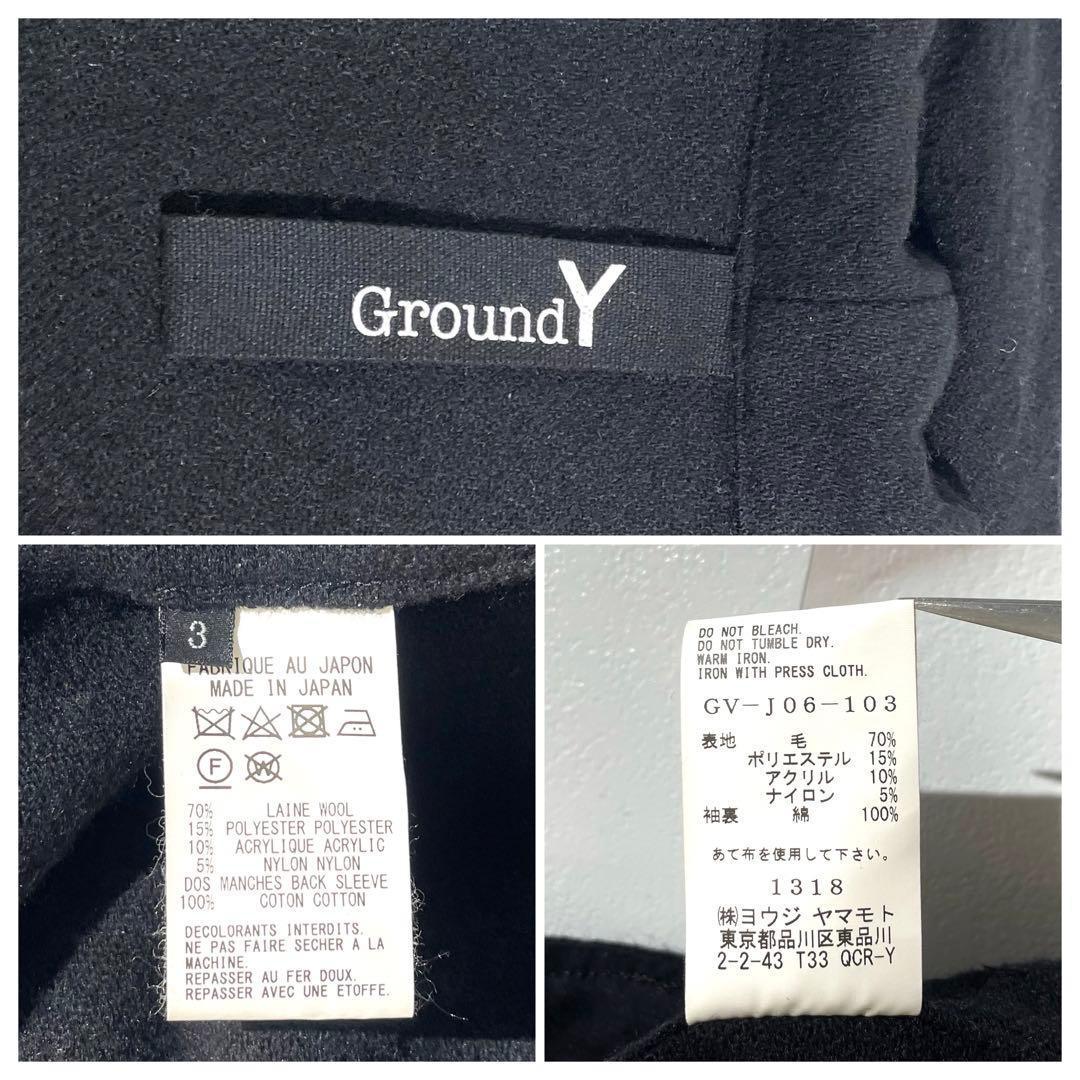 GroundY
3
FABRIQUE AU JAPON
MADE IN JAPAN
F W
70% LAINE WOOL
15% POLYESTER POLYESTER
10% ACRYLIQUE ACRYLIC
5% NYLON NYLON
DOS MANCHES BACK SLEEVE
100% COTON COTTON
DECOLORANTS INTERDITS.
NE PAS FAIRE SECHER A LA
MACHINE.
REPASSER AU FER DOUX.
REPASSER AVEC UNE ETOFFE.
DO NOT BLEACH.
DO NOT TUMBLE DRY.
WARM IRON.
IRON WITH PRESS CLOTH.
GV-J06-103
表地 毛 70%
ポリエステル 15%
アクリル 10%
ナイロン 5%
袖裏 綿 100%
あて布を使用して下さい。
1318
㈱ヨウジ ヤマモト
東京都品川区東品川
2-2-43 T33 QCR-Y